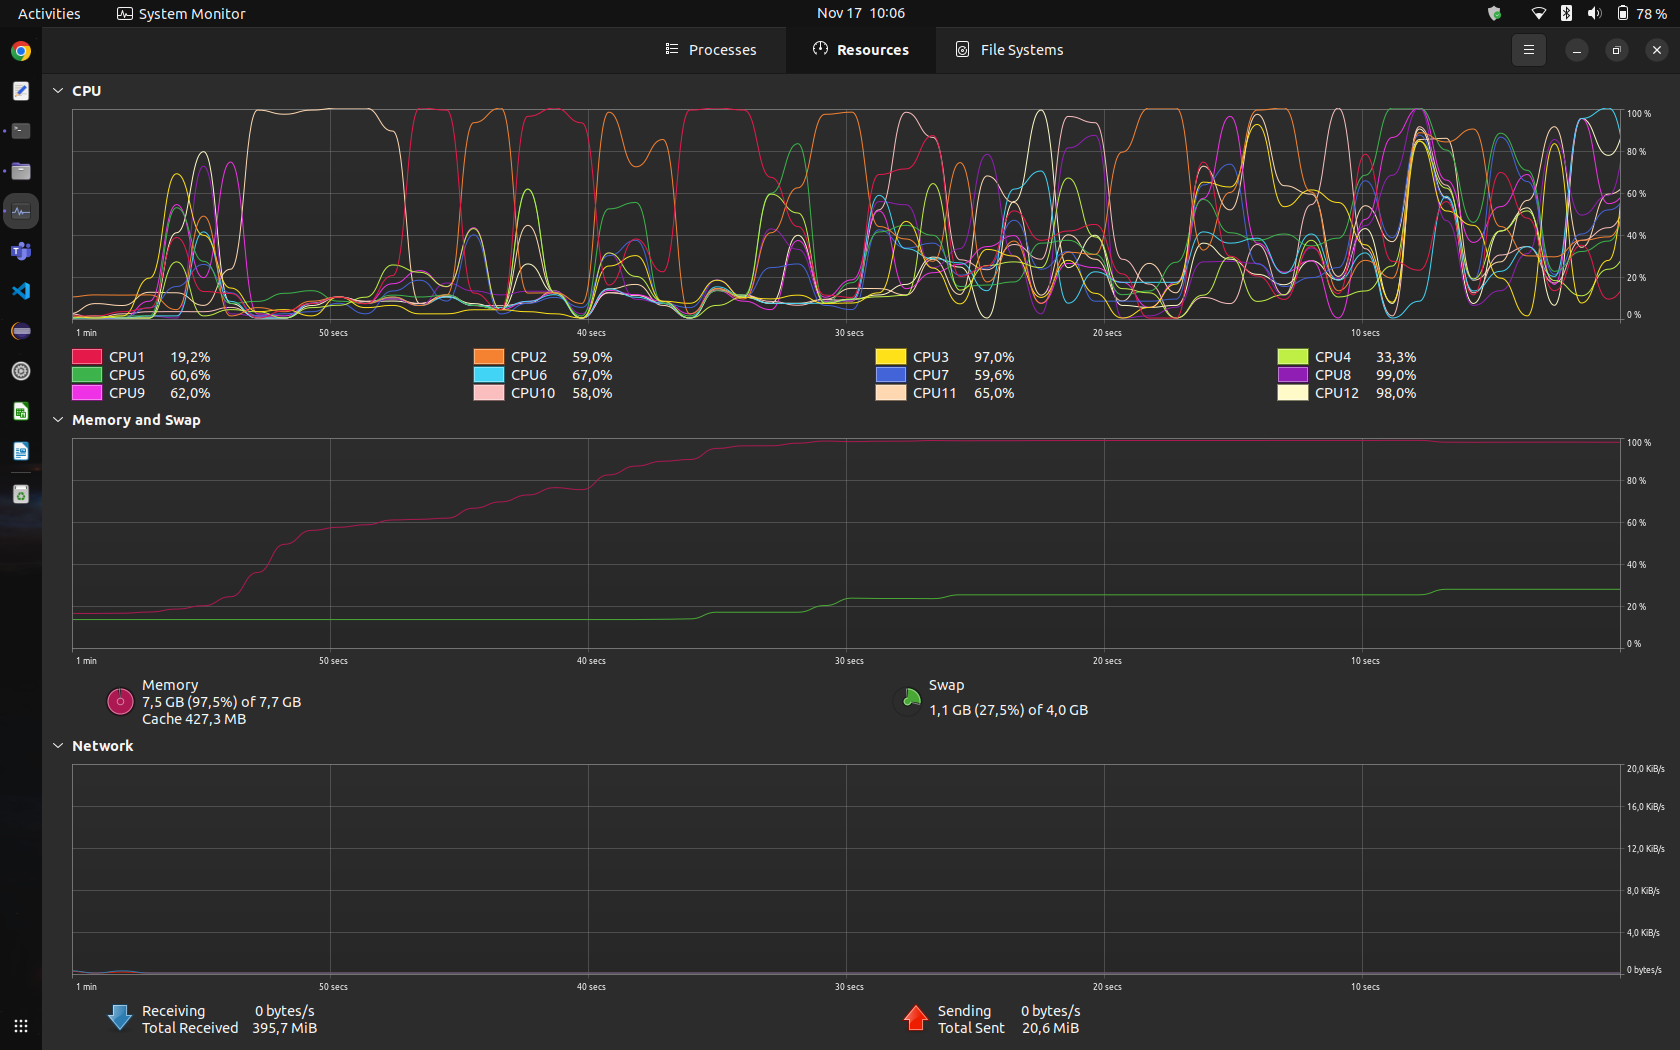 Activities System Monitor Nov 17 10:06 78 %
Processes Resources File Systems
CPU
100 %
80 %
60 %
40 %
20 %
0 %
1 min 50 secs 40 secs 30 secs 20 secs 10 secs
CPU1 19,2% CPU2 59,0% CPU3 97,0% CPU4 33,3%
CPU5 60,6% CPU6 67,0% CPU7 59,6% CPU8 99,0%
CPU9 62,0% CPU10 58,0% CPU11 65,0% CPU12 98,0%
Memory and Swap
100 %
80 %
60 %
40 %
20 %
0 %
1 min 50 secs 40 secs 30 secs 20 secs 10 secs
Memory
7,5 GB (97,5%) of 7,7 GB
Cache 427,3 MB
Swap
1,1 GB (27,5%) of 4,0 GB
Network
20,0 KiB/s
16,0 KiB/s
12,0 KiB/s
8,0 KiB/s
4,0 KiB/s
0 bytes/s
1 min 50 secs 40 secs 30 secs 20 secs 10 secs
Receiving 0 bytes/s
Total Received 395,7 MiB
Sending 0 bytes/s
Total Sent 20,6 MiB